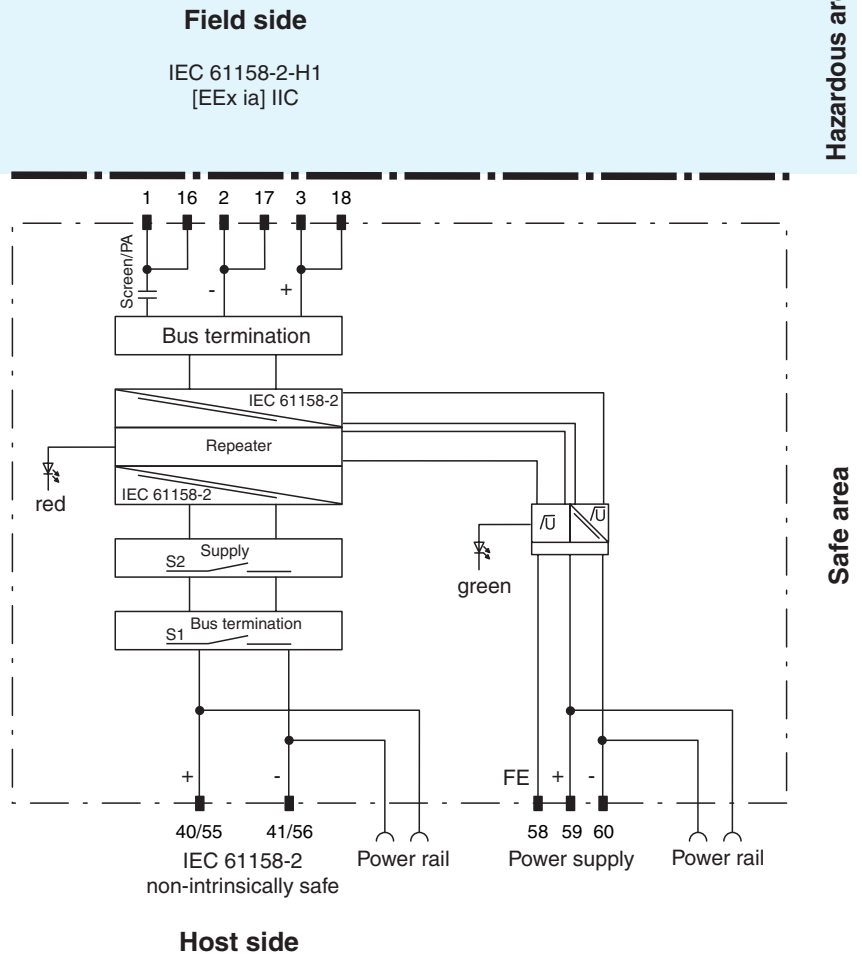 Field side
IEC 61158-2-H1
[EEx ia] IIC
1 16 2 17 3 18
Screen/PA
- +
Bus termination
IEC 61158-2
Repeater
IEC 61158-2
red
Supply
S2
Bus termination
S1
U U
green
+ -
FE + -
40/55 41/56
58 59 60
IEC 61158-2
non-intrinsically safe
Power rail
Power supply
Power rail
Host side
Hazardous
Safe area